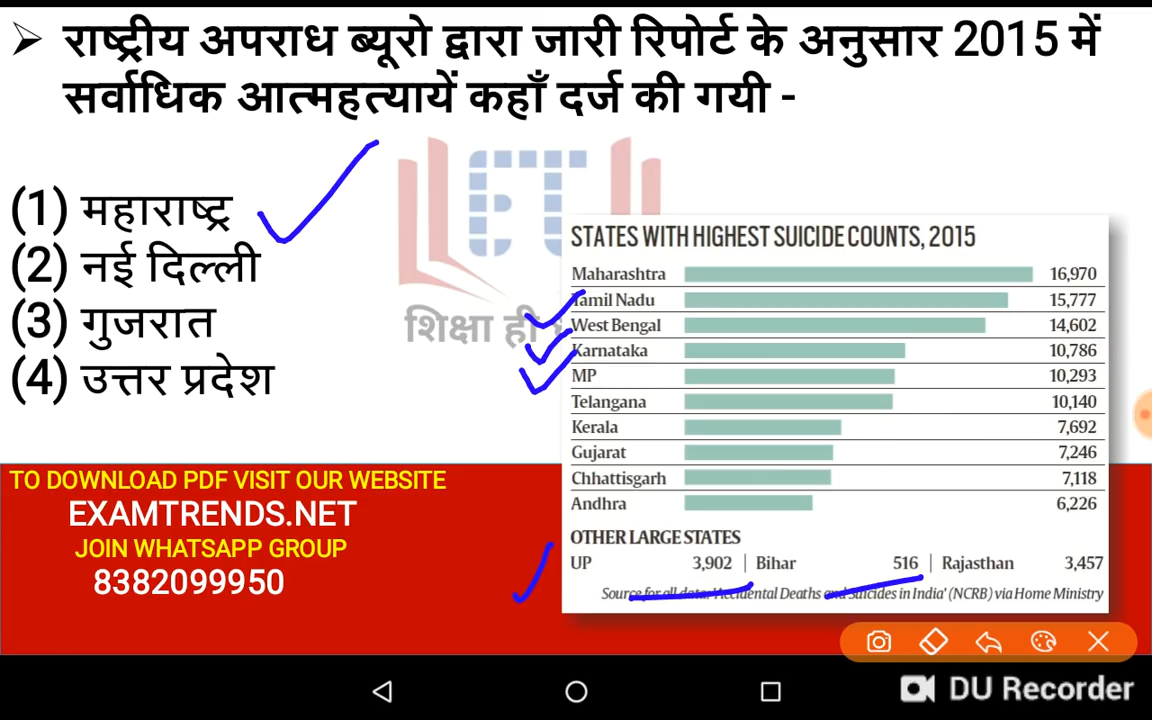 ➢ राष्ट्रीय अपराध ब्यूरो द्वारा जारी रिपोर्ट के अनुसार 2015 में
सर्वाधिक आत्महत्यायें कहाँ दर्ज की गयी -
(1) महाराष्ट्र
(2) नई दिल्ली
(3) गुजरात
(4) उत्तर प्रदेश
शिक्षा ही
STATES WITH HIGHEST SUICIDE COUNTS, 2015
Maharashtra 16,970
Tamil Nadu 15,777
West Bengal 14,602
Karnataka 10,786
MP 10,293
Telangana 10,140
Kerala 7,692
Gujarat 7,246
Chhattisgarh 7,118
Andhra 6,226
OTHER LARGE STATES
UP 3,902 | Bihar 516 | Rajasthan 3,457
Source for all data: 'Accidental Deaths and Suicides in India' (NCRB) via Home Ministry
TO DOWNLOAD PDF VISIT OUR WEBSITE
EXAMTRENDS.NET
JOIN WHATSAPP GROUP
8382099950
DU Recorder